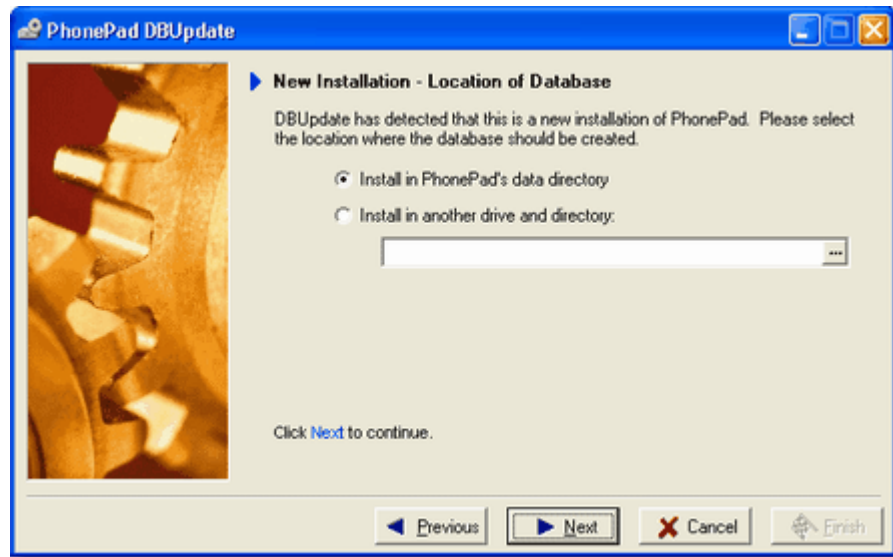 PhonePad DBUpdate
New Installation - Location of Database
DBUpdate has detected that this is a new installation of PhonePad. Please select
the location where the database should be created.
Install in PhonePad's data directory
Install in another drive and directory:
...
Click Next to continue.
Previous
Next
Cancel
Finish